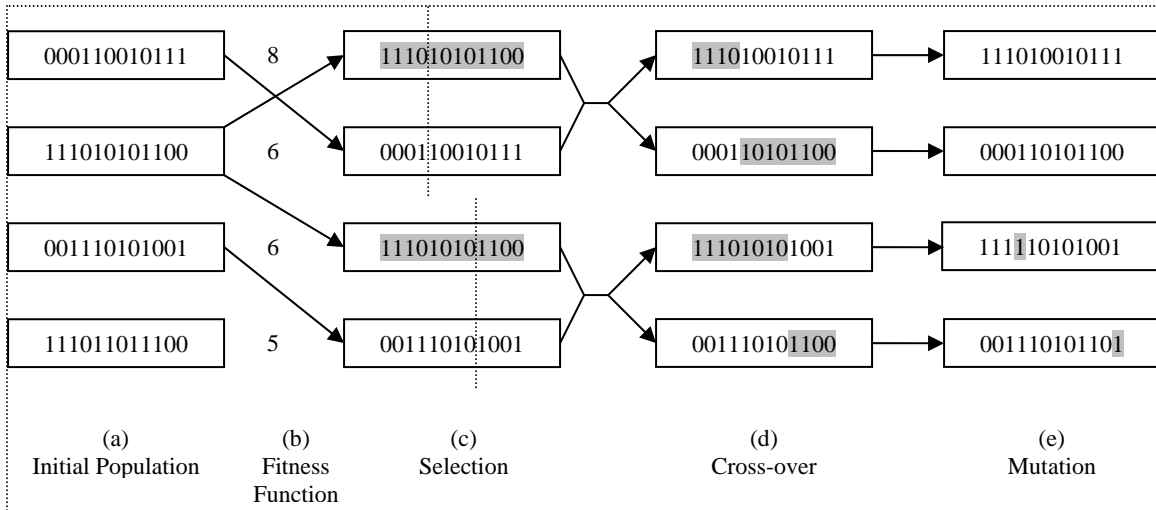 000110010111 8 111010101100 111010010111 111010010111
111010101100 6 000110010111 000110101100 000110101100
001110101001 6 111010101100 111010101001 111110101001
111011011100 5 001110101001 001110101100 001110101101
(a) (b) (c) (d) (e)
Initial Population Fitness Selection Cross-over Mutation
Function